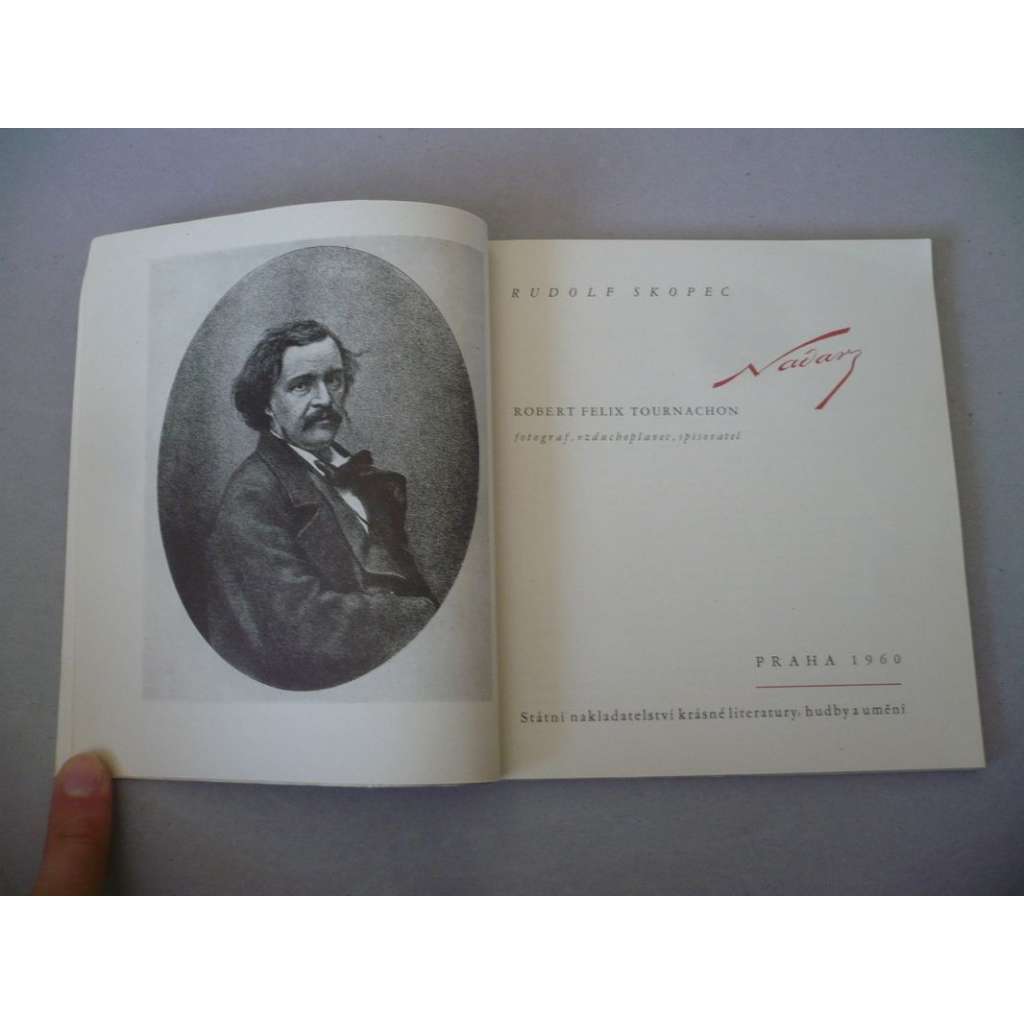 RUDOLF SKOPEC
Nadar
ROBERT FELIX TOURNACHON
fotograf, vzduchoplavec, spisovatel
PRAHA 1960
Státní nakladatelství krásné literatury, hudby a umění